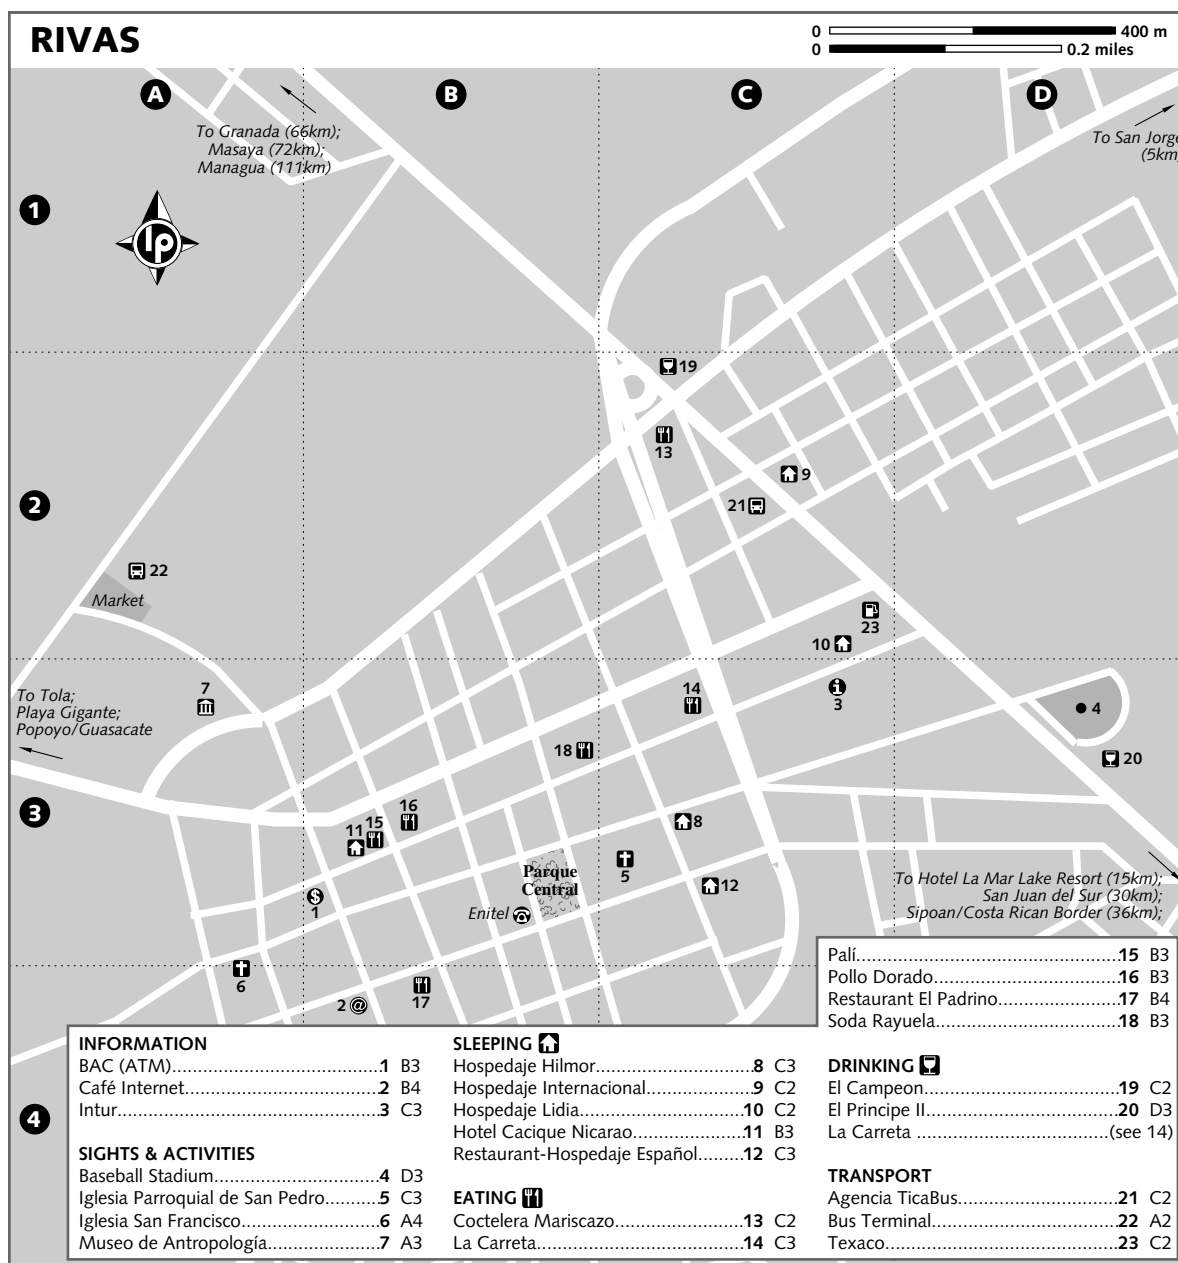 RIVAS
0 400 m
0 0.2 miles
A B C D
To Granada (66km);
Masaya (72km);
Managua (111km)
To San Jorge
(5km)
1
lp
19
13
9
21
2
22
Market
23
10
7
14
3
To Tola;
Playa Gigante;
Popoyo/Guasacate
4
18
20
3
16
15
11
8
Parque
Central
5
12
To Hotel La Mar Lake Resort (15km);
San Juan del Sur (30km);
Sipoan/Costa Rican Border (36km);
1
Enitel
6
2 @
17
4
INFORMATION
BAC (ATM)....................................1 B3
Café Internet..................................2 B4
Intur..............................................3 C3
SIGHTS & ACTIVITIES
Baseball Stadium...........................4 D3
Iglesia Parroquial de San Pedro..........5 C3
Iglesia San Francisco........................6 A4
Museo de Antropología...................7 A3
SLEEPING
Hospedaje Hilmor............................8 C3
Hospedaje Internacional...................9 C2
Hospedaje Lidia.............................10 C2
Hotel Cacique Nicarao....................11 B3
Restaurant-Hospedaje Español.........12 C3
EATING
Coctelera Mariscazo.......................13 C2
La Carreta.....................................14 C3
Palí..............................................15 B3
Pollo Dorado.................................16 B3
Restaurant El Padrino.....................17 B4
Soda Rayuela.................................18 B3
DRINKING
El Campeon...................................19 C2
El Principe II..................................20 D3
La Carreta ..............................(see 14)
TRANSPORT
Agencia TicaBus.............................21 C2
Bus Terminal..................................22 A2
Texaco..........................................23 C2